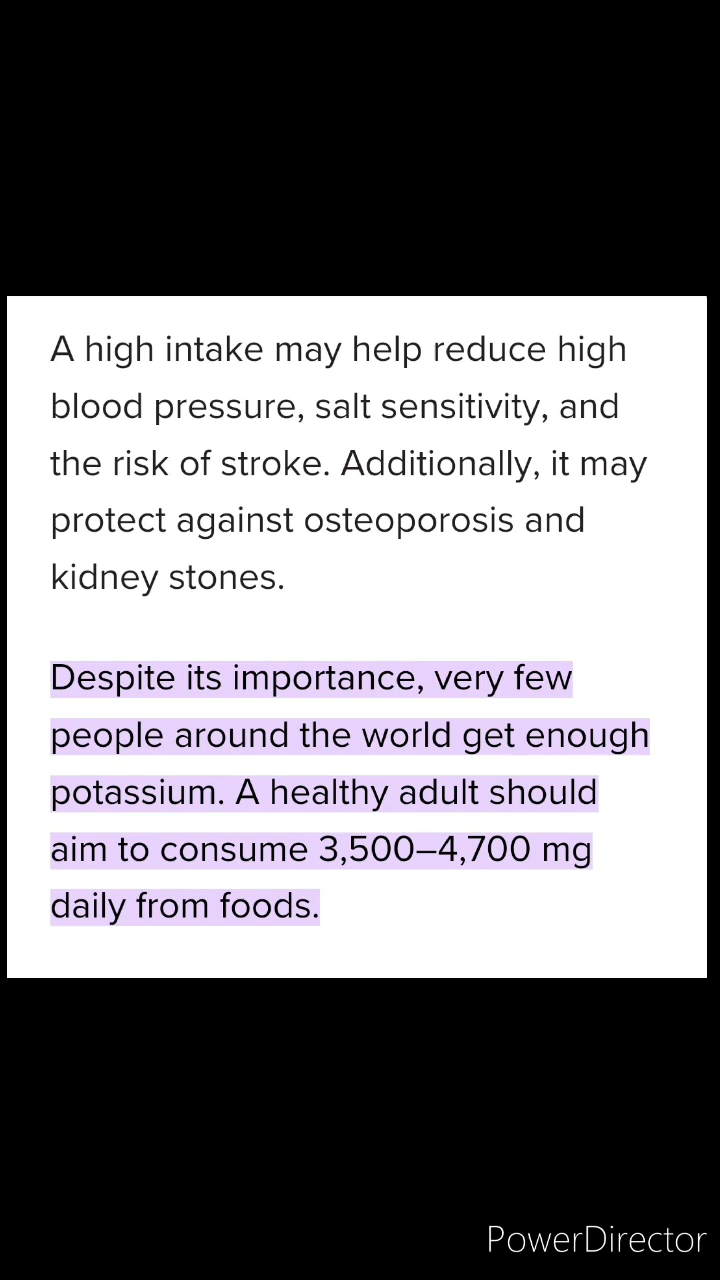 A high intake may help reduce high
blood pressure, salt sensitivity, and
the risk of stroke. Additionally, it may
protect against osteoporosis and
kidney stones.
Despite its importance, very few
people around the world get enough
potassium. A healthy adult should
aim to consume 3,500–4,700 mg
daily from foods.
PowerDirector